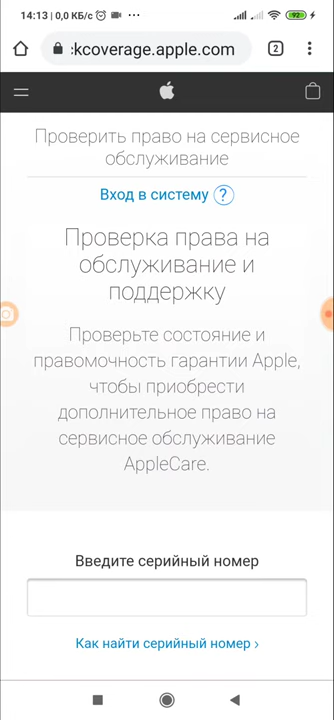 14:13 | 0,0 КБ/с ...
92
:kcoverage.apple.com
2
Проверить право на сервисное
обслуживание
Вход в систему ?
Проверка права на
обслуживание и
поддержку
Проверьте состояние и
правомочность гарантии Apple,
чтобы приобрести
дополнительное право на
сервисное обслуживание
AppleCare.
Введите серийный номер
Как найти серийный номер ›